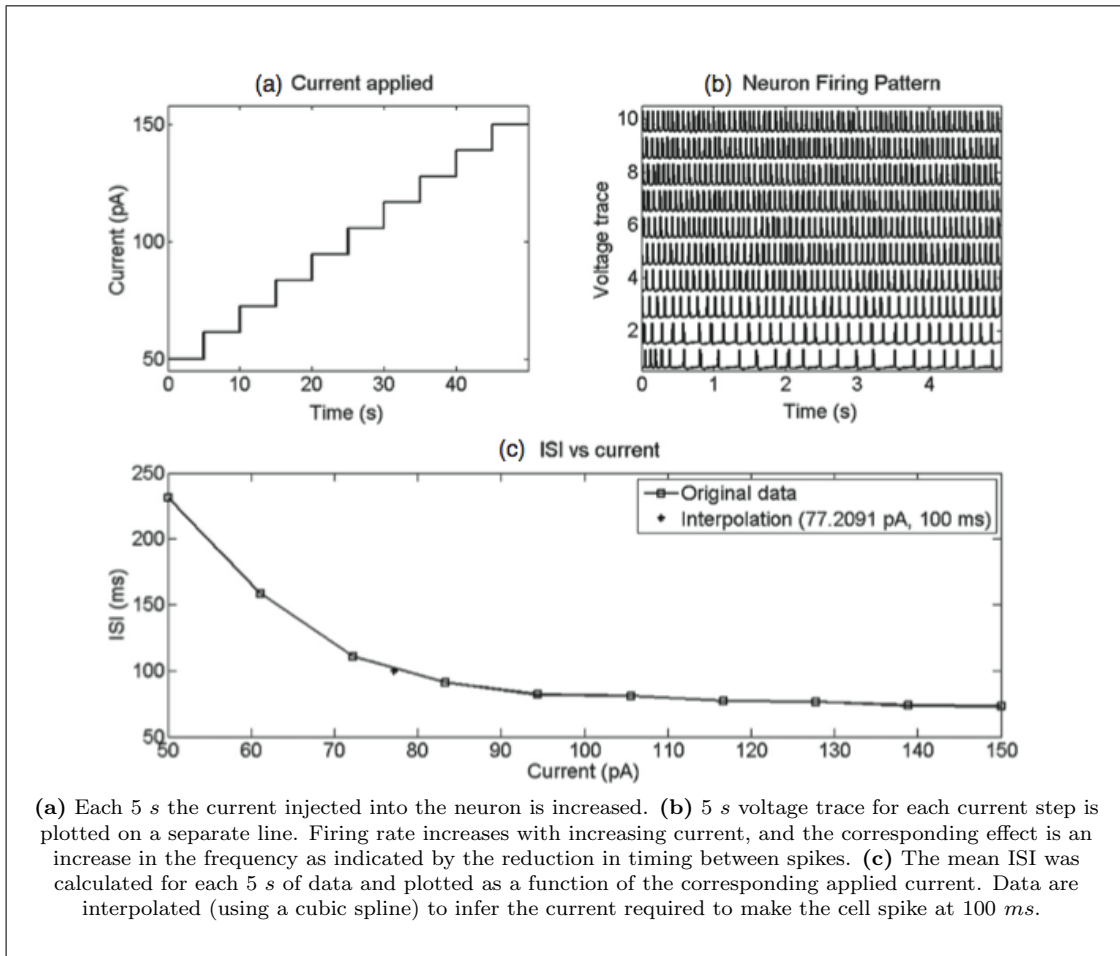 (a) Current applied
150
100
50
Current (pA)
0 10 20 30 40
Time (s)
(b) Neuron Firing Pattern
10
8
6
4
2
Voltage trace
0 1 2 3 4
Time (s)
(c) ISI vs current
250
200
150
100
50
ISI (ms)
Original data
Interpolation (77.2091 pA, 100 ms)
50 60 70 80 90 100 110 120 130 140 150
Current (pA)
(a) Each 5 s the current injected into the neuron is increased. (b) 5 s voltage trace for each current step is
plotted on a separate line. Firing rate increases with increasing current, and the corresponding effect is an
increase in the frequency as indicated by the reduction in timing between spikes. (c) The mean ISI was
calculated for each 5 s of data and plotted as a function of the corresponding applied current. Data are
interpolated (using a cubic spline) to infer the current required to make the cell spike at 100 ms.